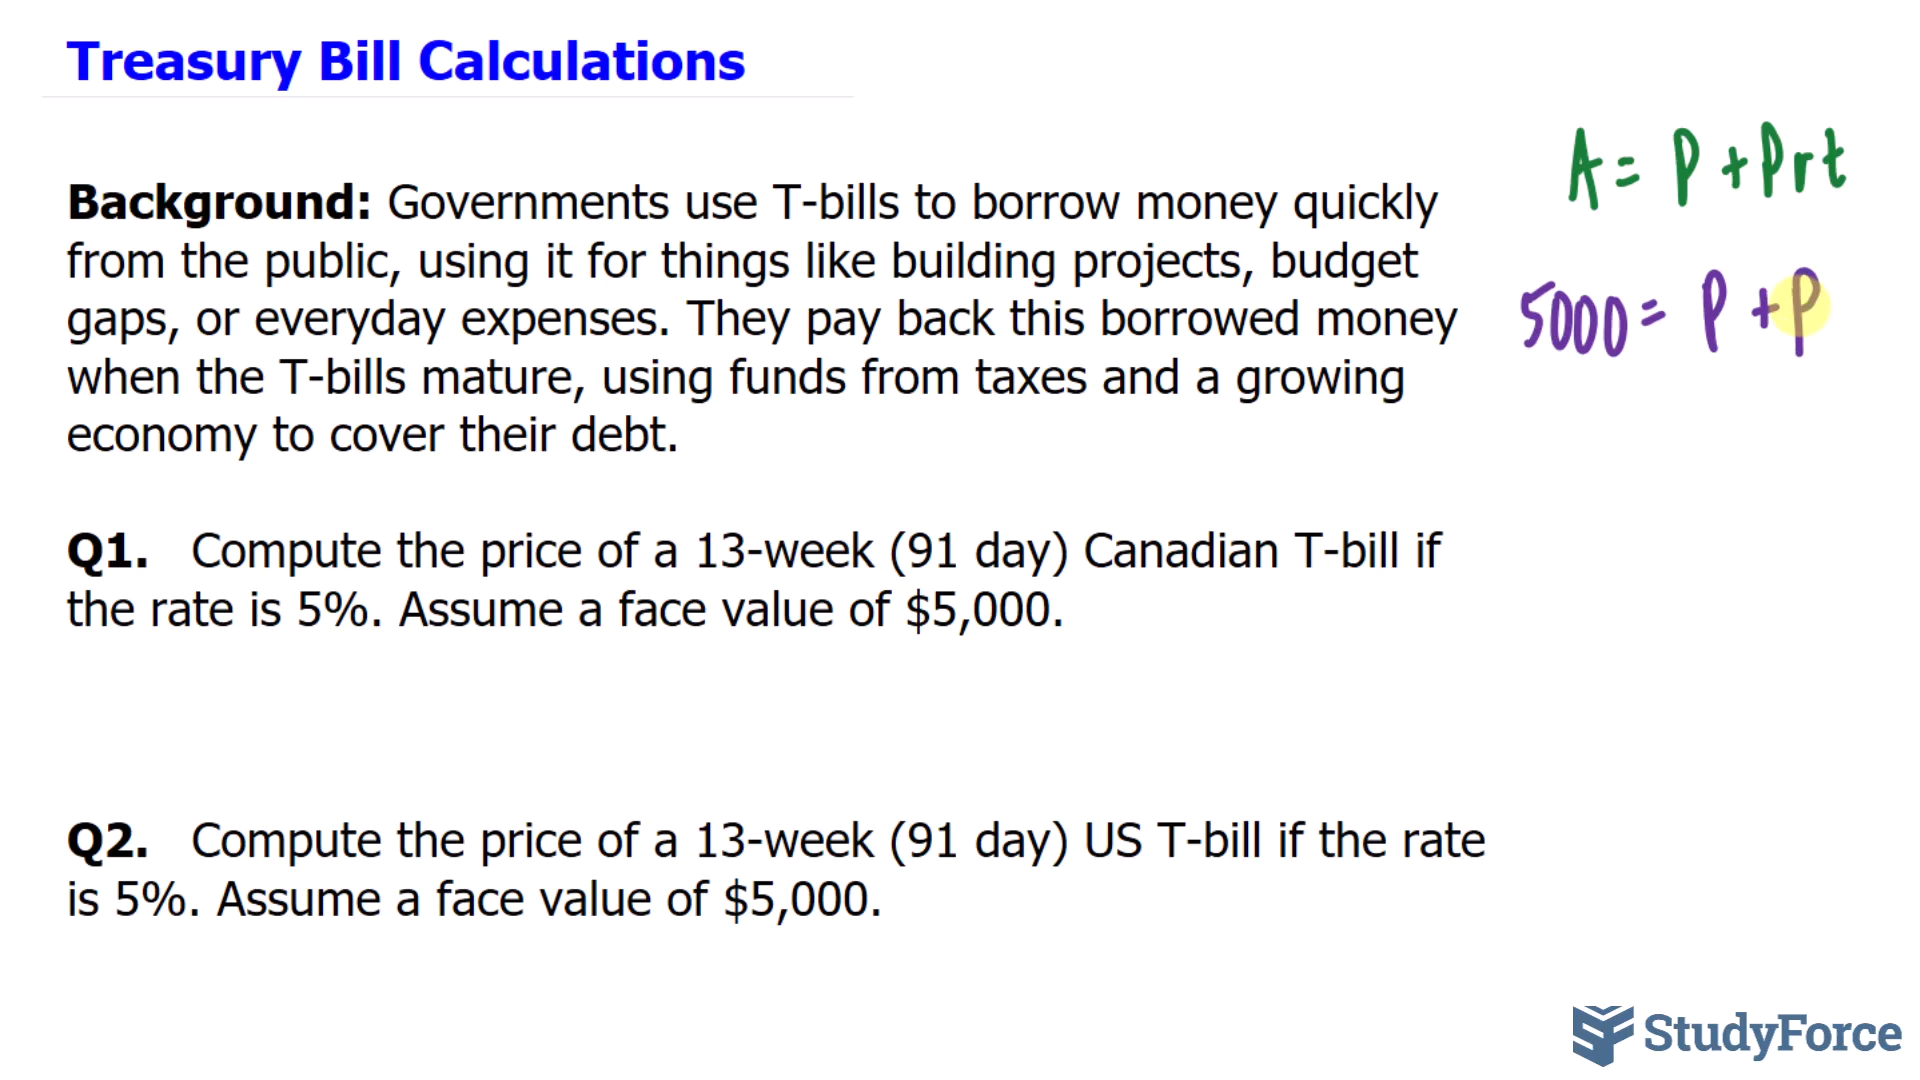 Treasury Bill Calculations
A = P + Prt
Background: Governments use T-bills to borrow money quickly
from the public, using it for things like building projects, budget
gaps, or everyday expenses. They pay back this borrowed money
when the T-bills mature, using funds from taxes and a growing
economy to cover their debt.
5000 = P + P
Q1. Compute the price of a 13-week (91 day) Canadian T-bill if
the rate is 5%. Assume a face value of $5,000.
Q2. Compute the price of a 13-week (91 day) US T-bill if the rate
is 5%. Assume a face value of $5,000.
StudyForce